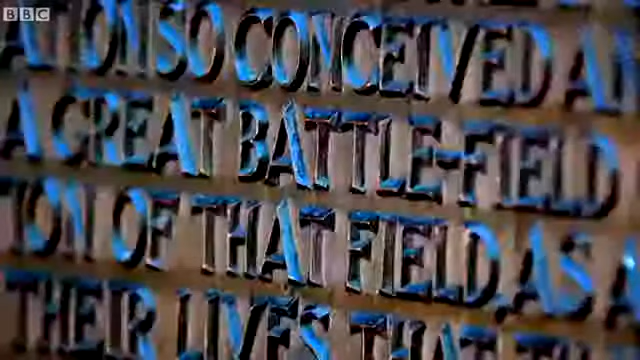 BBC
ATION SO CONCEIVED AN
A GREAT BATTLE-FIELD
TION OF THAT FIELD, AS A
THEIR LIVES THAT